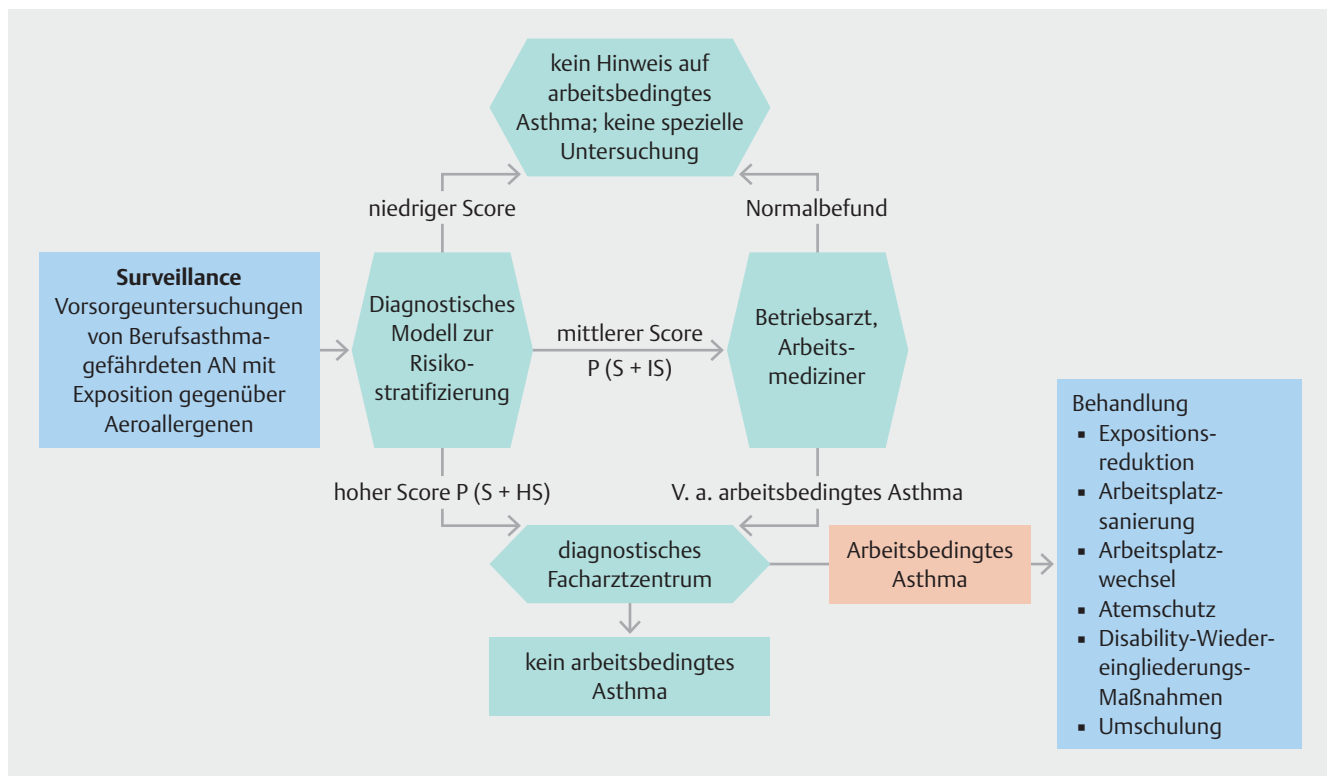 kein Hinweis auf
arbeitsbedingtes
Asthma; keine spezielle
Untersuchung
niedriger Score
Normalbefund
Surveillance
Vorsorgeuntersuchungen
von Berufsasthma-
gefährdeten AN mit
Exposition gegenüber
Aeroallergenen
Diagnostisches
Modell zur
Risiko-
stratifizierung
mittlerer Score
P (S + IS)
Betriebsarzt,
Arbeits-
mediziner
hoher Score P (S + HS)
V. a. arbeitsbedingtes Asthma
diagnostisches
Facharztzentrum
Arbeitsbedingtes
Asthma
kein arbeitsbedingtes
Asthma
Behandlung
▪ Expositions-
reduktion
▪ Arbeitsplatz-
sanierung
▪ Arbeitsplatz-
wechsel
▪ Atemschutz
▪ Disability-Wieder-
eingliederungs-
Maßnahmen
▪ Umschulung